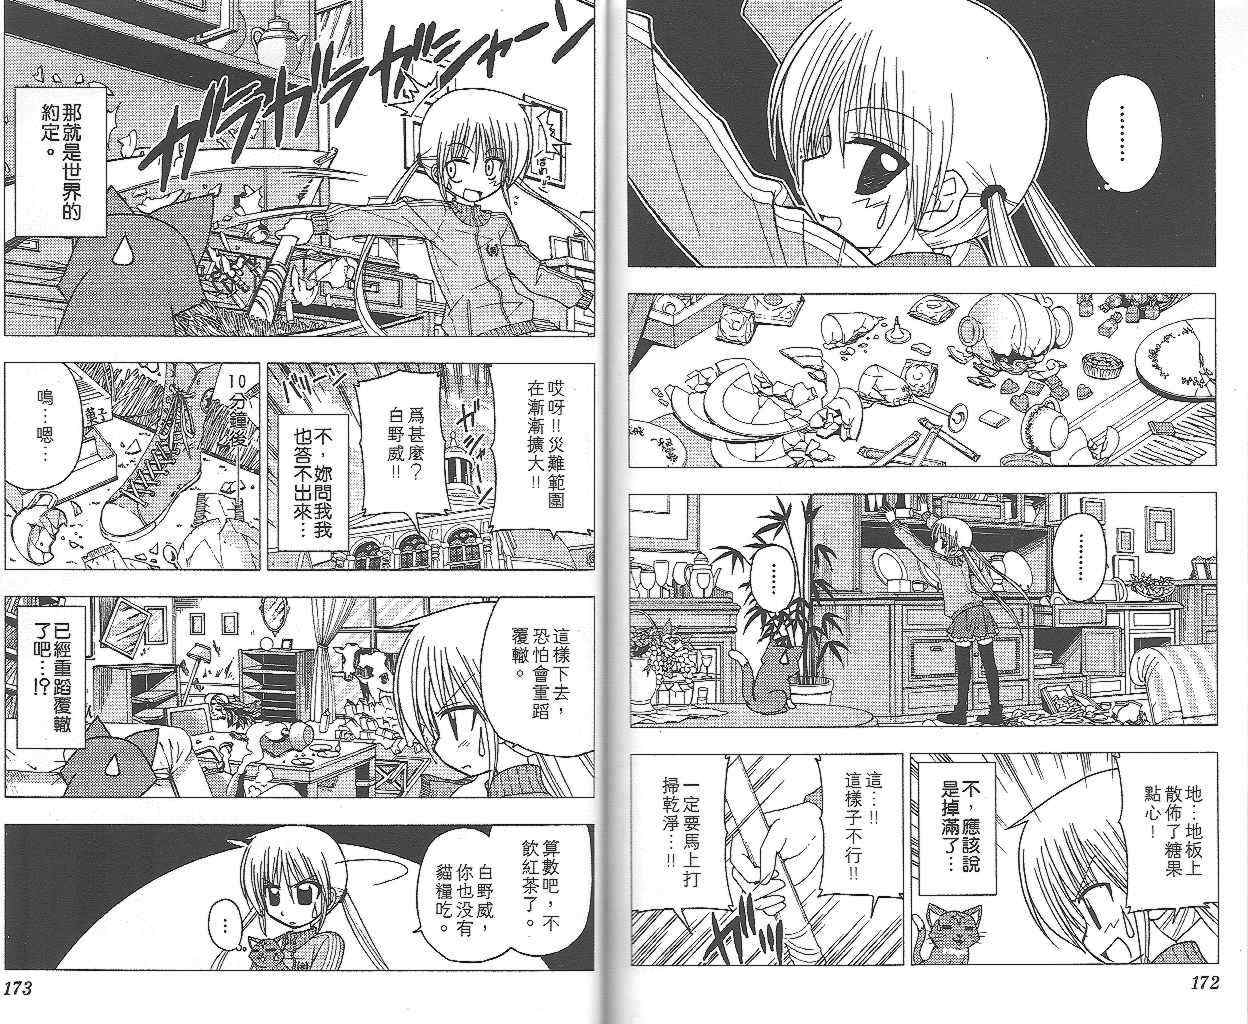 ………
………
…
地…地板上
散佈了糖果
點心！
不，應該說
是掉滿了…
這…!!
這樣子不行!!
一定要馬上打
掃乾淨…!!
172
ガラガラガシャーン
那就是世界的
約定。
哎呀!!災難範圍
在漸漸擴大!!
爲甚麼？
白野威!!
不，妳問我我
也答不出來…
10分鐘後
菓子
嗚…嗯…
這樣下去，
恐怕會重蹈
覆轍。
已經重蹈覆轍
了吧…!?
算數吧，不
飲紅茶了。
白野威，
你也没有
貓糧吃。
…
173